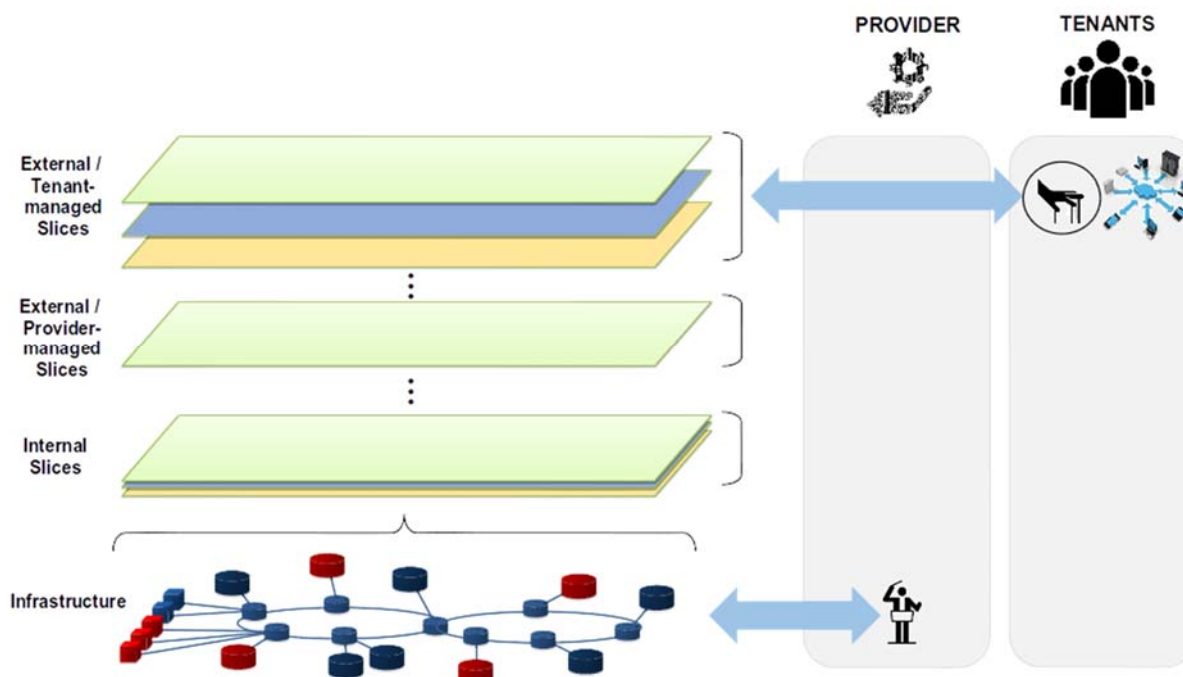 PROVIDER
TENANTS
External /
Tenant-
managed
Slices
External /
Provider-
managed
Slices
Internal
Slices
Infrastructure